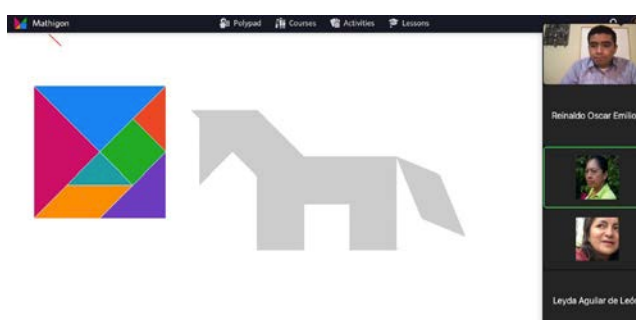 Mathigon
Polypad
Courses
Activities
Lessons
Reinaldo Oscar Emilio
Leyda Aguilar de León